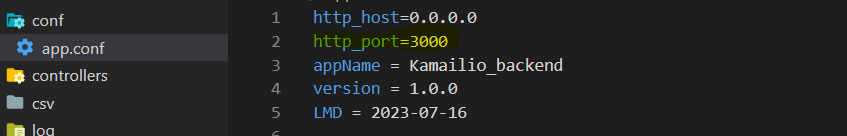 conf
app.conf
controllers
csv
log
1 http_host=0.0.0.0
2 http_port=3000
3 appName = Kamailio_backend
4 version = 1.0.0
5 LMD = 2023-07-16